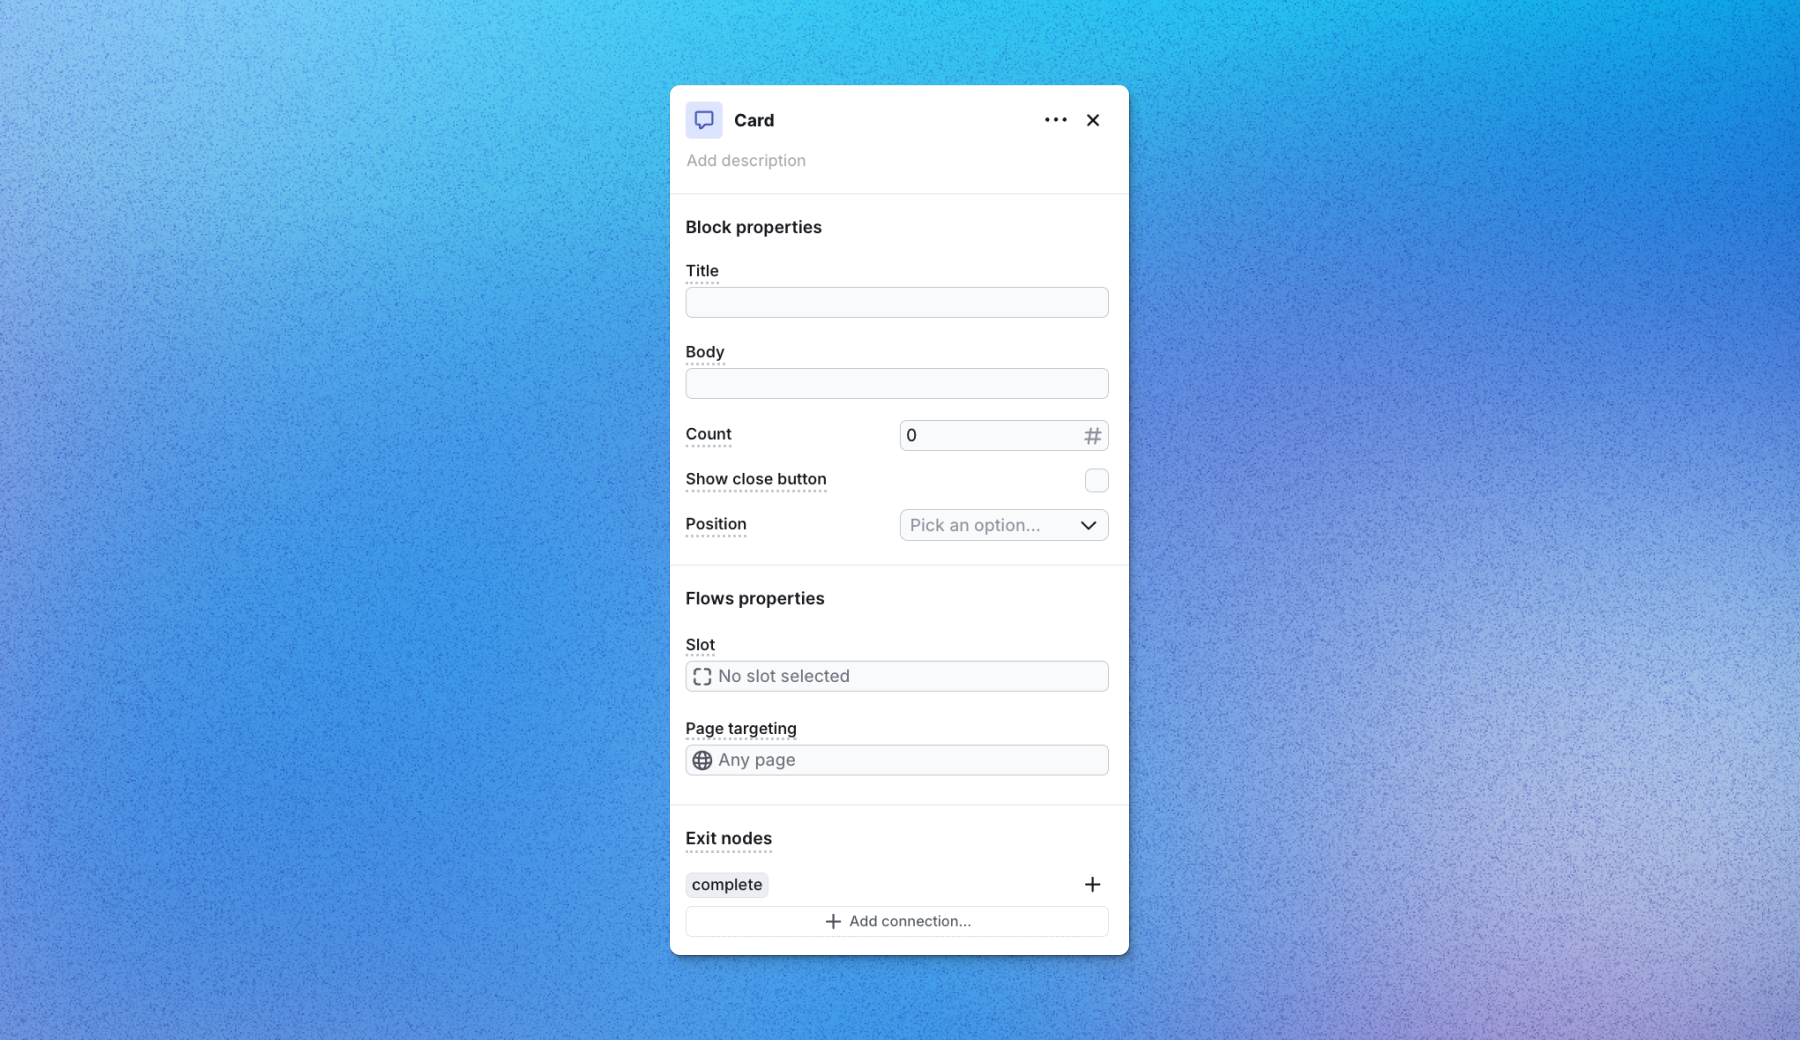 Card
Add description
Block properties
Title
Body
Count
0
Show close button
Position
Pick an option...
Flows properties
Slot
No slot selected
Page targeting
Any page
Exit nodes
complete
Add connection...